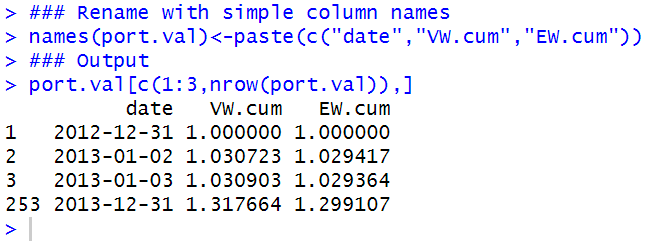 > ### Rename with simple column names
> names(port.val)<-paste(c("date","VW.cum","EW.cum"))
> ### Output
> port.val[c(1:3,nrow(port.val)),]
          date   VW.cum   EW.cum
1   2012-12-31 1.000000 1.000000
2   2013-01-02 1.030723 1.029417
3   2013-01-03 1.030903 1.029364
253 2013-12-31 1.317664 1.299107
>